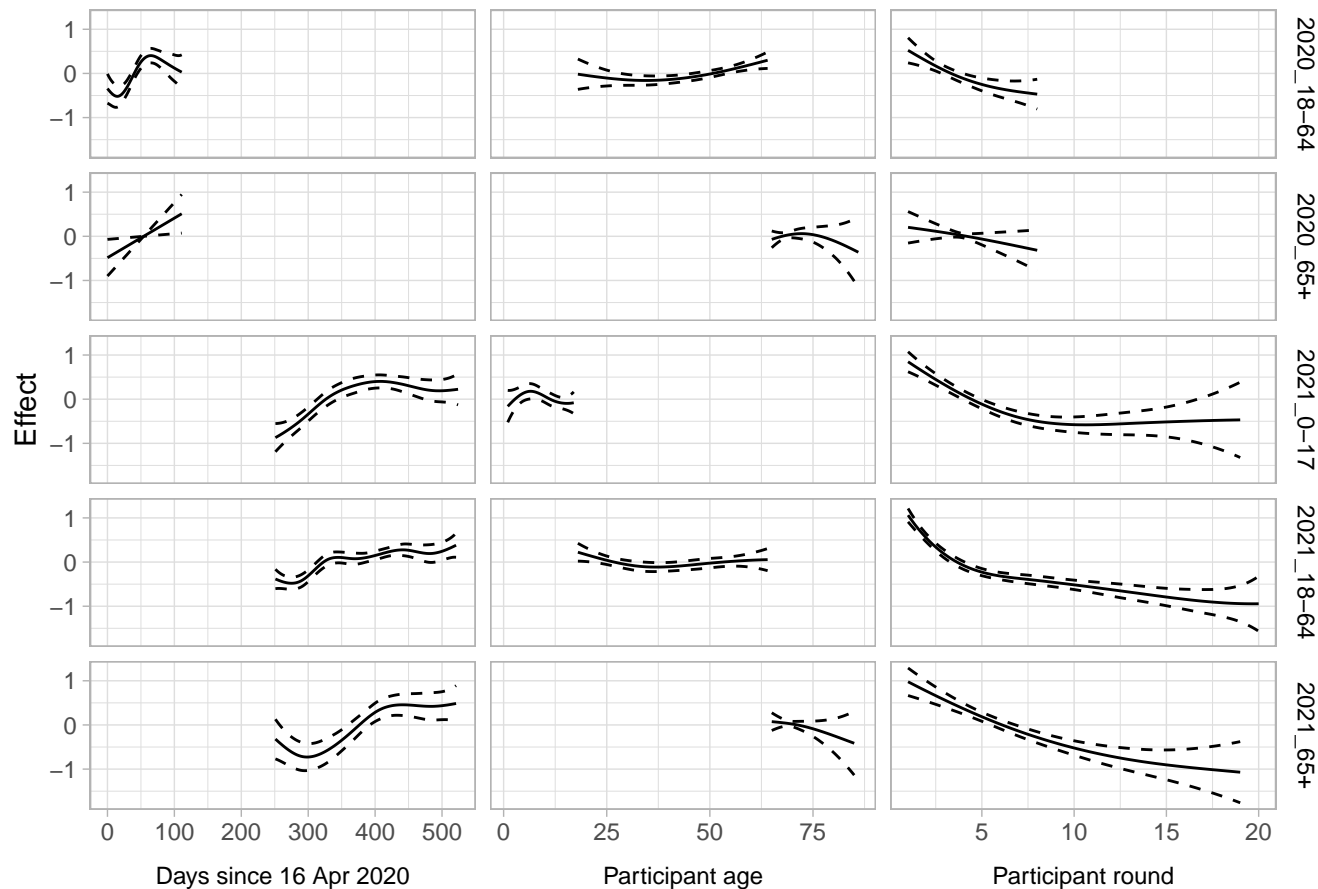 1
0
−1
2020_18−64
1
0
−1
2020_65+
1
0
−1
2021_0−17
1
0
−1
2021_18−64
1
0
−1
2021_65+
Effect
0 100 200 300 400 500
0 25 50 75
5 10 15 20
Days since 16 Apr 2020
Participant age
Participant round